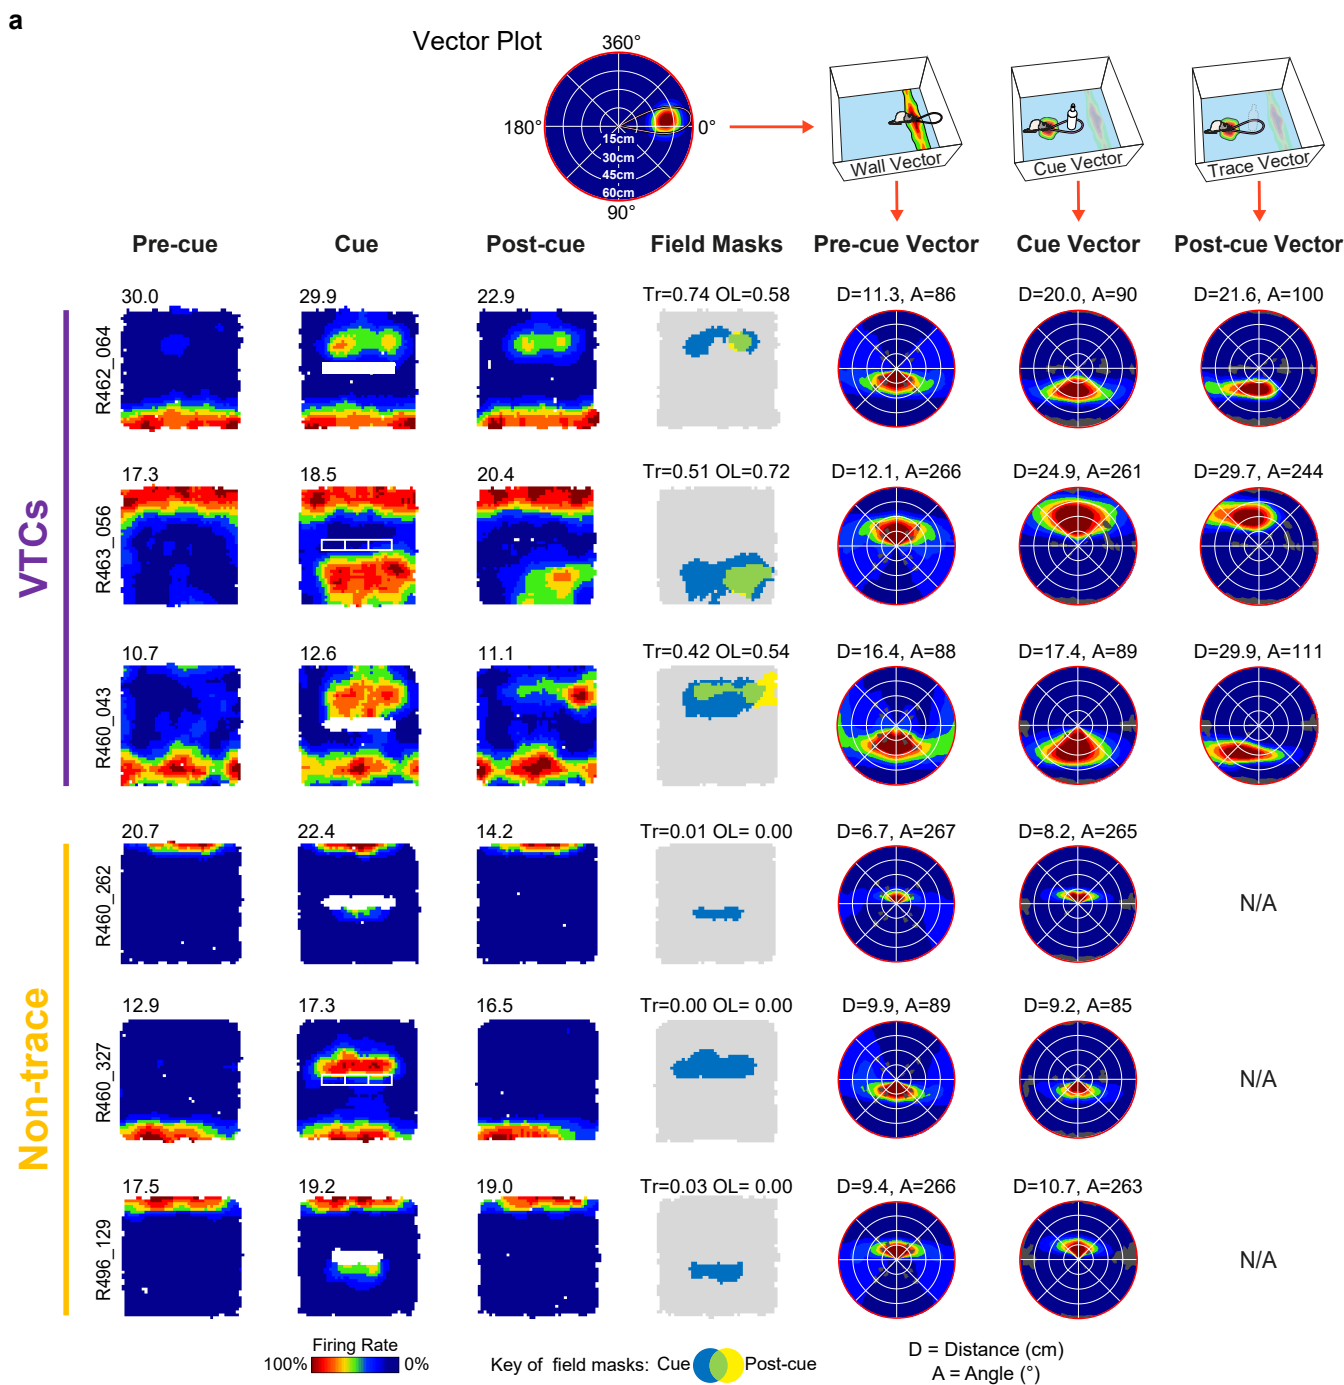 a
Vector Plot
360°
180°
0°
15cm
30cm
45cm
60cm
90°
Wall Vector
Cue Vector
Trace Vector
Pre-cue
Cue
Post-cue
Field Masks
Pre-cue Vector
Cue Vector
Post-cue Vector
VTCs
R462_064
30.0
29.9
22.9
Tr=0.74 OL=0.58
D=11.3, A=86
D=20.0, A=90
D=21.6, A=100
R463_056
17.3
18.5
20.4
Tr=0.51 OL=0.72
D=12.1, A=266
D=24.9, A=261
D=29.7, A=244
R460_043
10.7
12.6
11.1
Tr=0.42 OL=0.54
D=16.4, A=88
D=17.4, A=89
D=29.9, A=111
Non-trace
R460_262
20.7
22.4
14.2
Tr=0.01 OL= 0.00
D=6.7, A=267
D=8.2, A=265
N/A
R460_327
12.9
17.3
16.5
Tr=0.00 OL= 0.00
D=9.9, A=89
D=9.2, A=85
N/A
R496_129
17.5
19.2
19.0
Tr=0.03 OL= 0.00
D=9.4, A=266
D=10.7, A=263
N/A
Firing Rate
100% 0%
Key of field masks: Cue Post-cue
D = Distance (cm)
A = Angle (°)